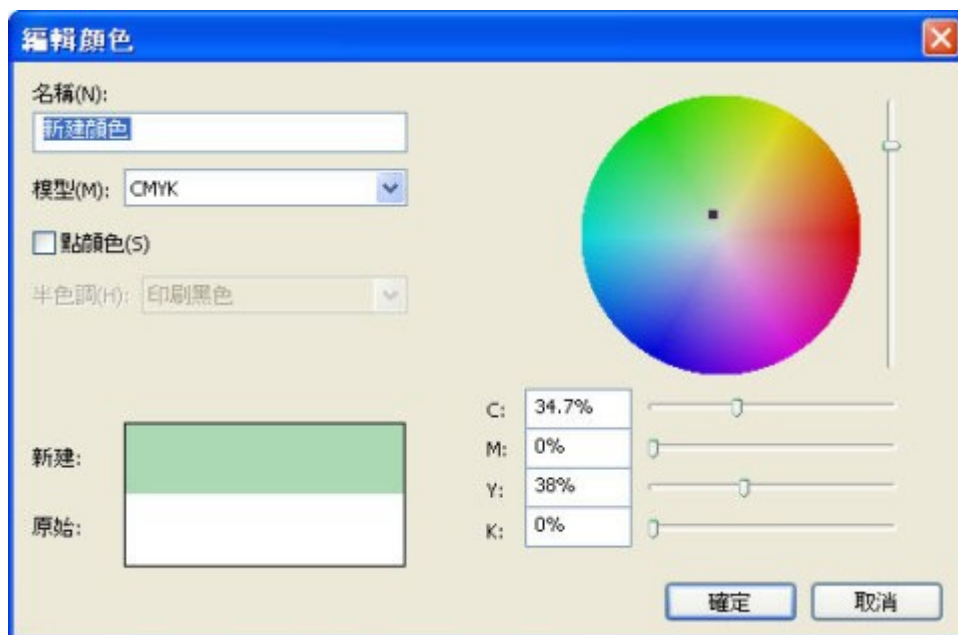 編輯顏色
名稱(N):
新建顏色
模型(M): CMYK
點顏色(S)
半色調(H): 印刷黑色
新建:
原始:
C: 34.7%
M: 0%
Y: 38%
K: 0%
確定 取消